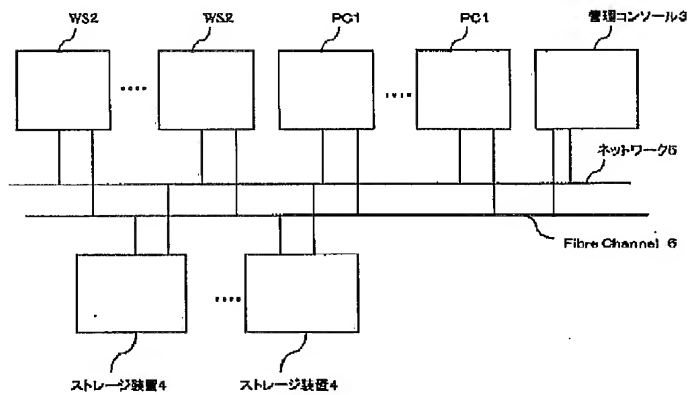 WS2
WS2
PC1
PC1
管理コンソール3
ネットワーク5
Fibre Channel 6
ストレージ装置4
ストレージ装置4